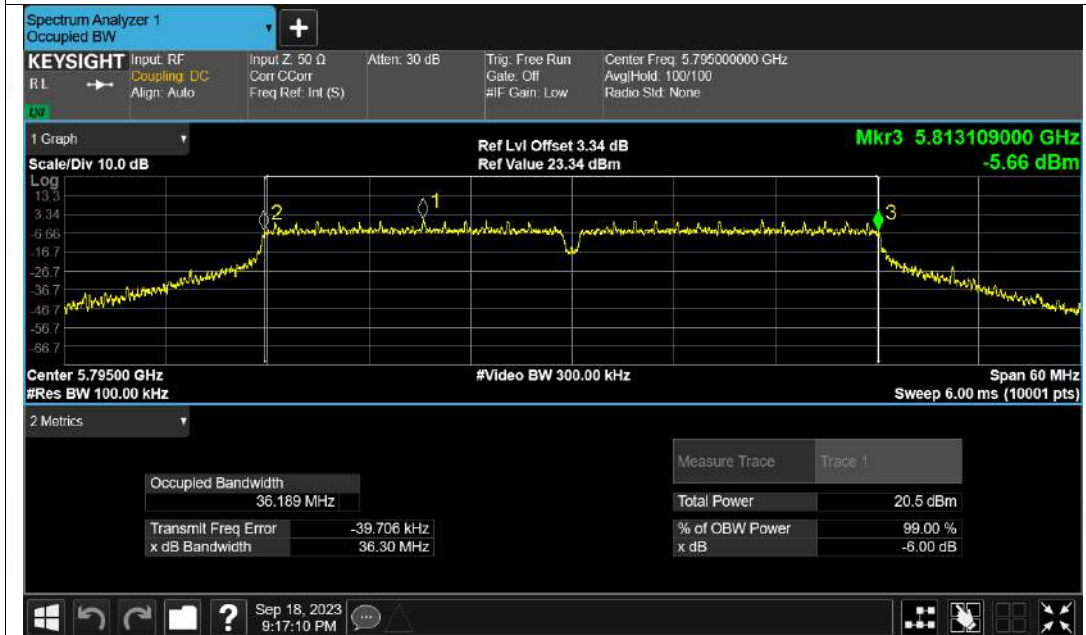 Spectrum Analyzer 1
Occupied BW
+
KEYSIGHT
R L
LXI
Input: RF
Coupling: DC
Align: Auto
Input Z: 50 Ω
Corr CCorr
Freq Ref: Int (S)
Atten: 30 dB
Trig: Free Run
Gate: Off
#IF Gain: Low
Center Freq: 5.795000000 GHz
Avg|Hold: 100/100
Radio Std: None
1 Graph
Scale/Div 10.0 dB
Ref Lvl Offset 3.34 dB
Ref Value 23.34 dBm
Mkr3 5.813109000 GHz
-5.66 dBm
Log
13.3
3.34
-6.66
-16.7
-26.7
-36.7
-46.7
-56.7
-66.7
2
1
3
Center 5.79500 GHz
#Res BW 100.00 kHz
#Video BW 300.00 kHz
Span 60 MHz
Sweep 6.00 ms (10001 pts)
2 Metrics
Measure Trace
Trace 1
Occupied Bandwidth
36.189 MHz
Total Power
20.5 dBm
Transmit Freq Error
-39.706 kHz
% of OBW Power
99.00 %
x dB Bandwidth
36.30 MHz
x dB
-6.00 dB
?
Sep 18, 2023
9:17:10 PM